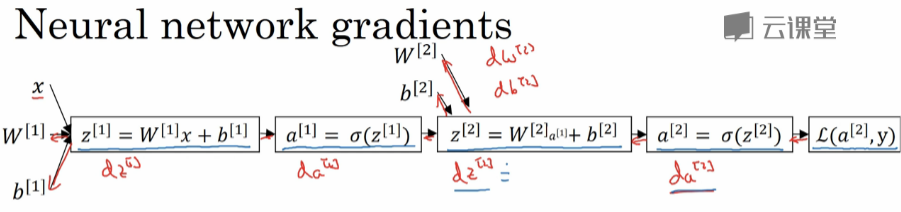 Neural network gradients
云课堂
W^{[2]} dw^{[2]}
x b^{[2]} db^{[2]}
W^{[1]} z^{[1]} = W^{[1]}x + b^{[1]} a^{[1]} = σ(z^{[1]}) z^{[2]} = W^{[2]}a^{[1]}+ b^{[2]} a^{[2]} = σ(z^{[2]}) ℒ(a^{[2]},y)
b^{[1]} dz^{[1]} da^{[1]} dz^{[2]} da^{[2]}